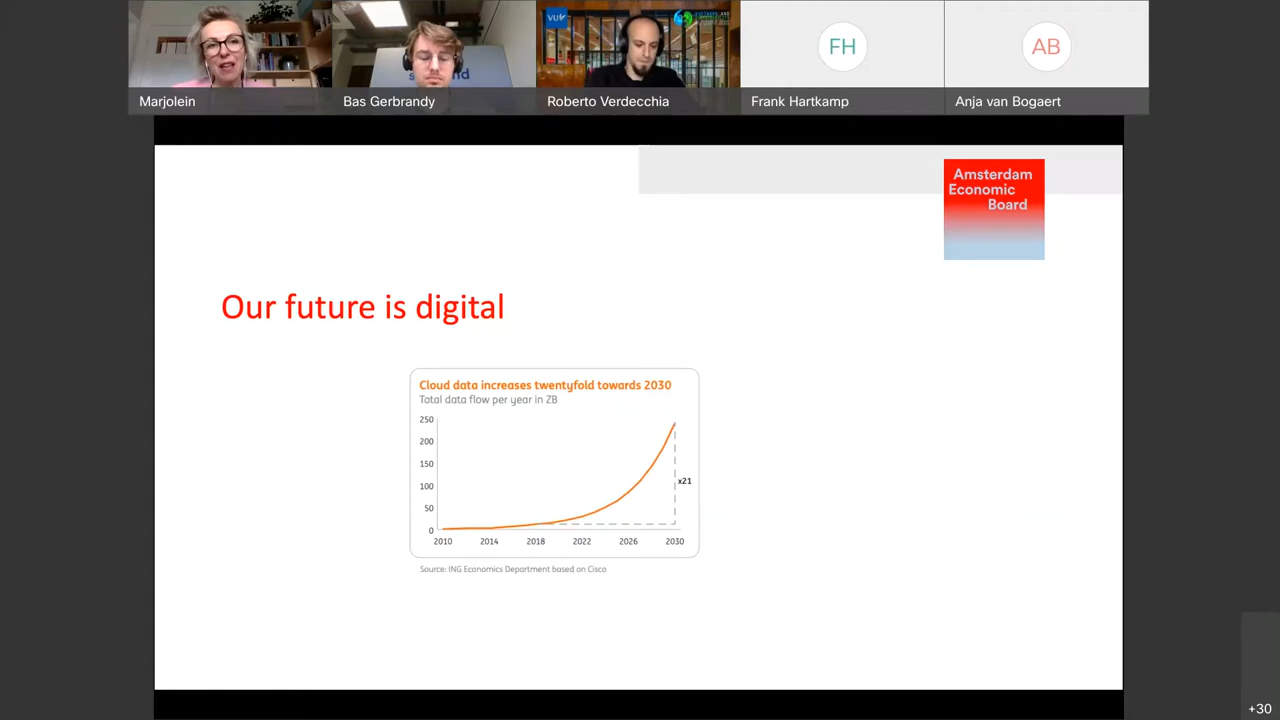 VU
Marjolein
Bas Gerbrandy
Roberto Verdecchia
FH
Frank Hartkamp
AB
Anja van Bogaert
Amsterdam
Economic
Board
Our future is digital
Cloud data increases twentyfold towards 2030
Total data flow per year in ZB
250
200
150
100
50
0
x21
2010 2014 2018 2022 2026 2030
Source: ING Economics Department based on Cisco
+30